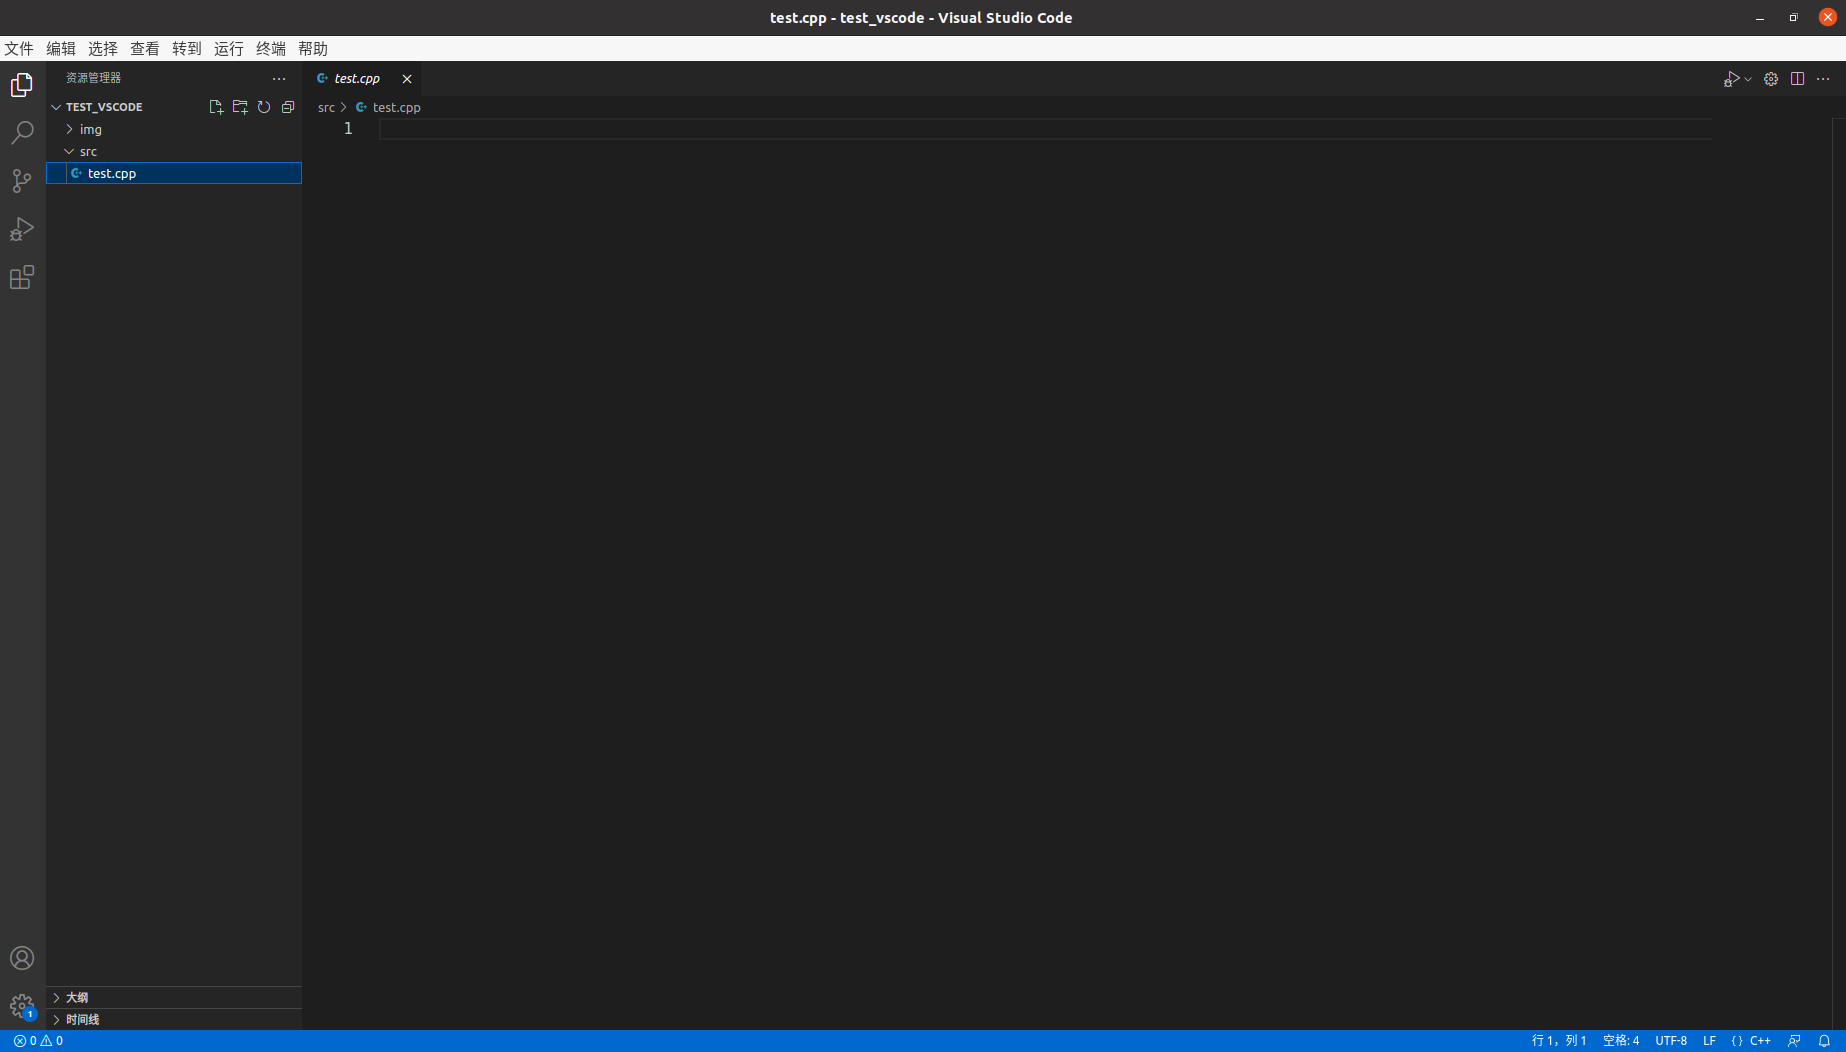 test.cpp - test_vscode - Visual Studio Code
文件 编辑 选择 查看 转到 运行 终端 帮助
资源管理器
TEST_VSCODE
img
src
test.cpp
test.cpp
src > test.cpp
1
大纲
时间线
1
0 0
行 1，列 1 空格: 4 UTF-8 LF {} C++